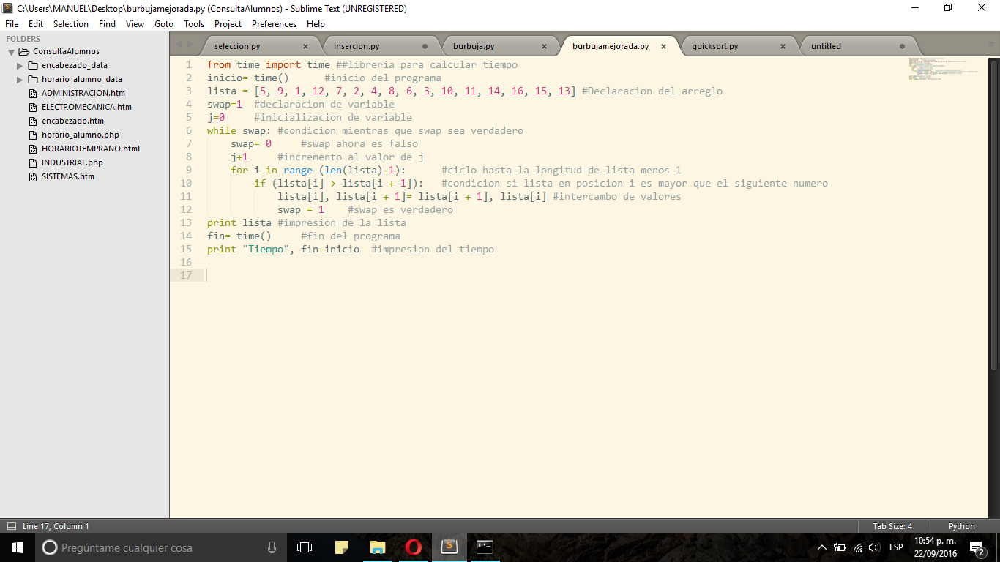 C:\Users\MANUEL\Desktop\burbujamejorada.py (ConsultaAlumnos) - Sublime Text (UNREGISTERED)
File Edit Selection Find View Goto Tools Project Preferences Help
FOLDERS
ConsultaAlumnos
encabezado_data
horario_alumno_data
ADMINISTRACION.htm
ELECTROMECANICA.htm
encabezado.htm
horario_alumno.php
HORARIOTEMPRANO.html
INDUSTRIAL.php
SISTEMAS.htm
seleccion.py insercion.py burbuja.py burbujamejorada.py quicksort.py untitled
1 from time import time ##libreria para calcular tiempo
2 inicio= time()      #inicio del programa
3 lista = [5, 9, 1, 12, 7, 2, 4, 8, 6, 3, 10, 11, 14, 16, 15, 13] #Declaracion del arreglo
4 swap=1  #declaracion de variable
5 j=0     #inicializacion de variable
6 while swap: #condicion mientras que swap sea verdadero
7     swap= 0     #swap ahora es falso
8     j+1     #incremento al valor de j
9     for i in range (len(lista)-1):      #ciclo hasta la longitud de lista menos 1
10         if (lista[i] > lista[i + 1]):   #condicion si lista en posicion i es mayor que el siguiente numero
11             lista[i], lista[i + 1]= lista[i + 1], lista[i] #intercambo de valores
12             swap = 1    #swap es verdadero
13 print lista #impresion de la lista
14 fin= time()     #fin del programa
15 print "Tiempo", fin-inicio  #impresion del tiempo
16
17
Line 17, Column 1 Tab Size: 4 Python
Pregúntame cualquier cosa
ESP 10:54 p. m.
22/09/2016 2